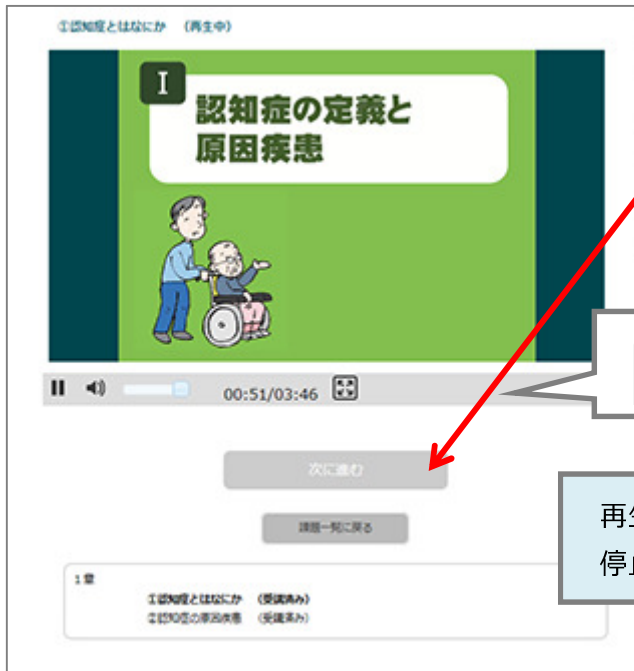 ①認知症とはなにか （再生中）
I
認知症の定義と
原因疾患
00:51/03:46
次に進む
課題一覧に戻る
1章
①認知症とはなにか （受講済み）
②認知症の原因疾患 （受講済み）
再生
停止